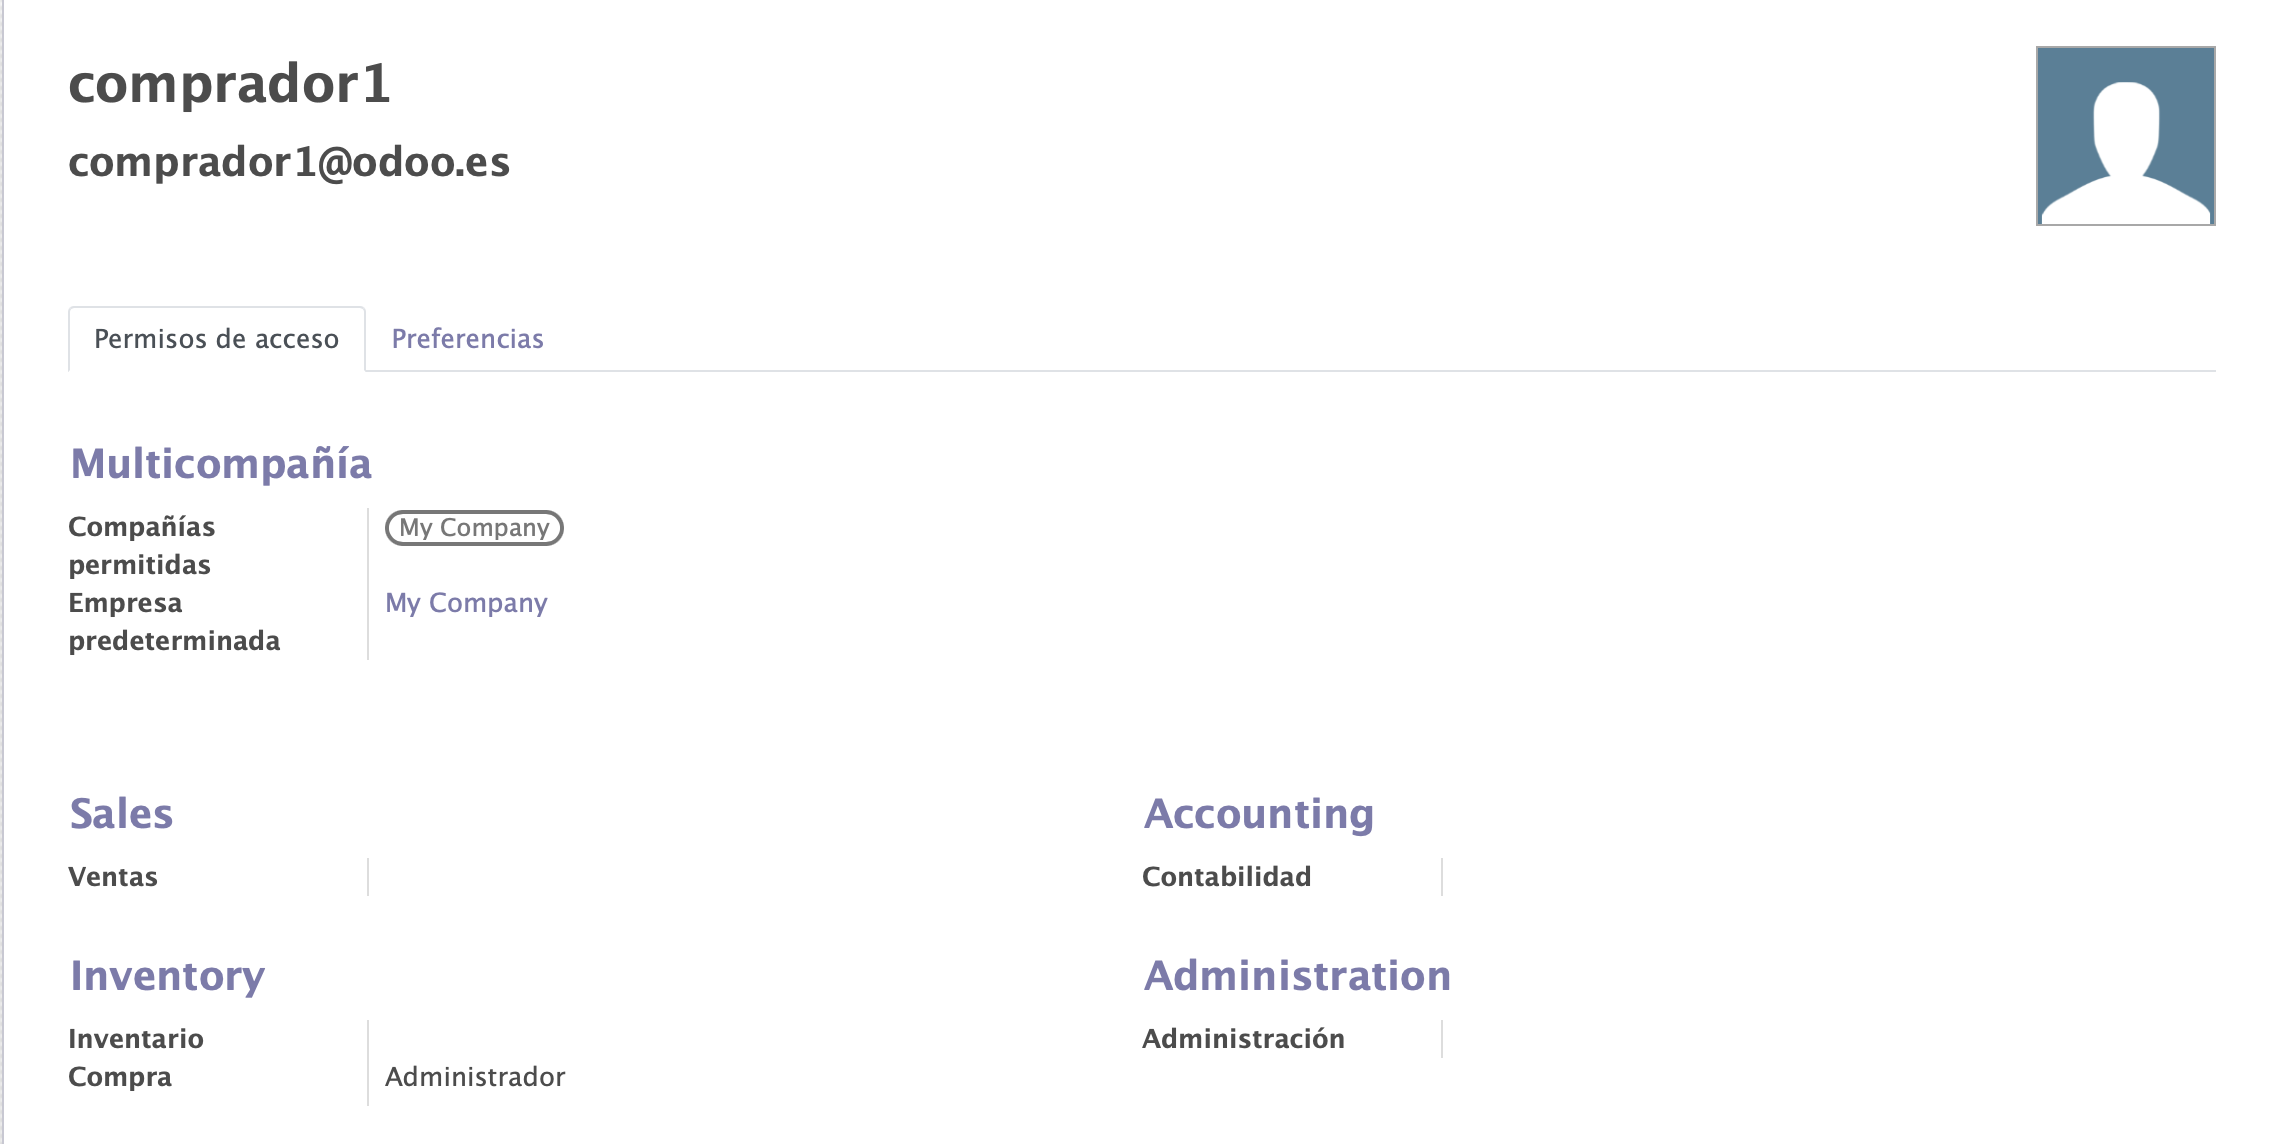 comprador1
comprador1@odoo.es
Permisos de acceso Preferencias
Multicompañía
Compañías My Company
permitidas
Empresa My Company
predeterminada
Sales
Ventas
Accounting
Contabilidad
Inventory
Inventario
Compra Administrador
Administration
Administración